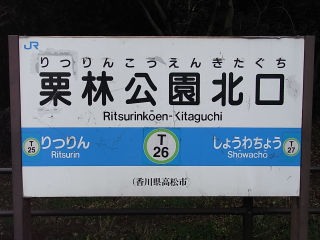 JR
りつりんこうえんきたぐち
栗林公園北口
Ritsurinkōen-Kitaguchi
T
25
りつりん
Ritsurin
T
26
しょうわちょう
Showacho
T
27
(香川県高松市